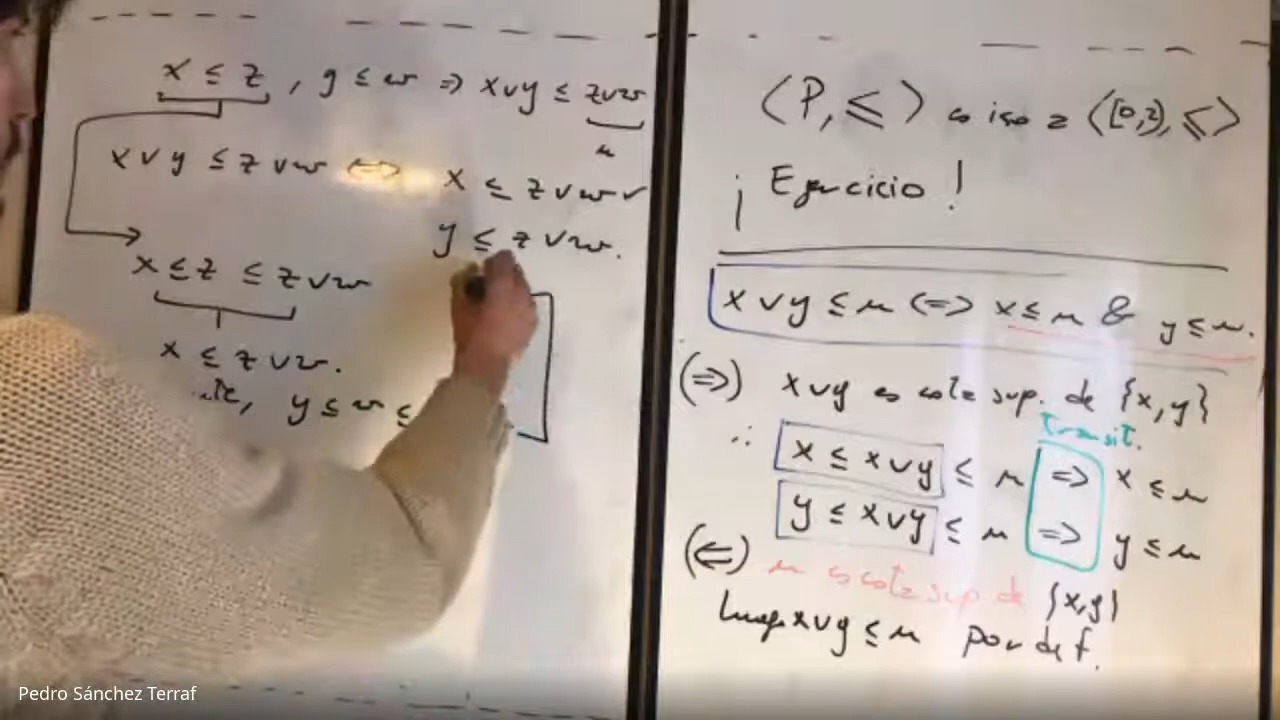 x ≤ z , y ≤ w => x∨y ≤ z∨w
u
x∨y ≤ z∨w <=> x ≤ z∨w ✓
y ≤ z∨w.
x ≤ z ≤ z∨w
x ≤ z∨w.
y ≤ w ≤
⟨P, ≤⟩ es iso a ⟨[0,2), ≤⟩
¡ Ejercicio !
x∨y ≤ u <=> x ≤ u & y ≤ u.
(=>) x∨y es cota sup. de {x, y}
Transit.
∴ x ≤ x∨y ≤ u => x ≤ u
y ≤ x∨y ≤ u => y ≤ u
(<=) u es cota sup de {x,y}
Luego x∨y ≤ u por def.
Pedro Sánchez Terraf